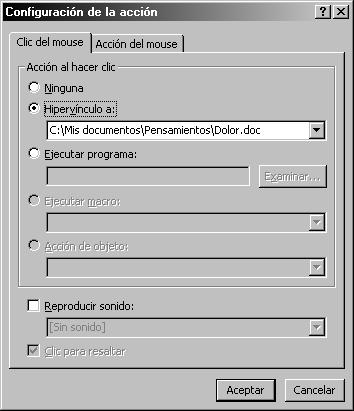 Configuración de la acción
Clic del mouse
Acción del mouse
Acción al hacer clic
Ninguna
Hipervínculo a:
C:\Mis documentos\Pensamientos\Dolor.doc
Ejecutar programa:
Examinar...
Ejecutar macro:
Acción de objeto:
Reproducir sonido:
[Sin sonido]
Clic para resaltar
Aceptar
Cancelar